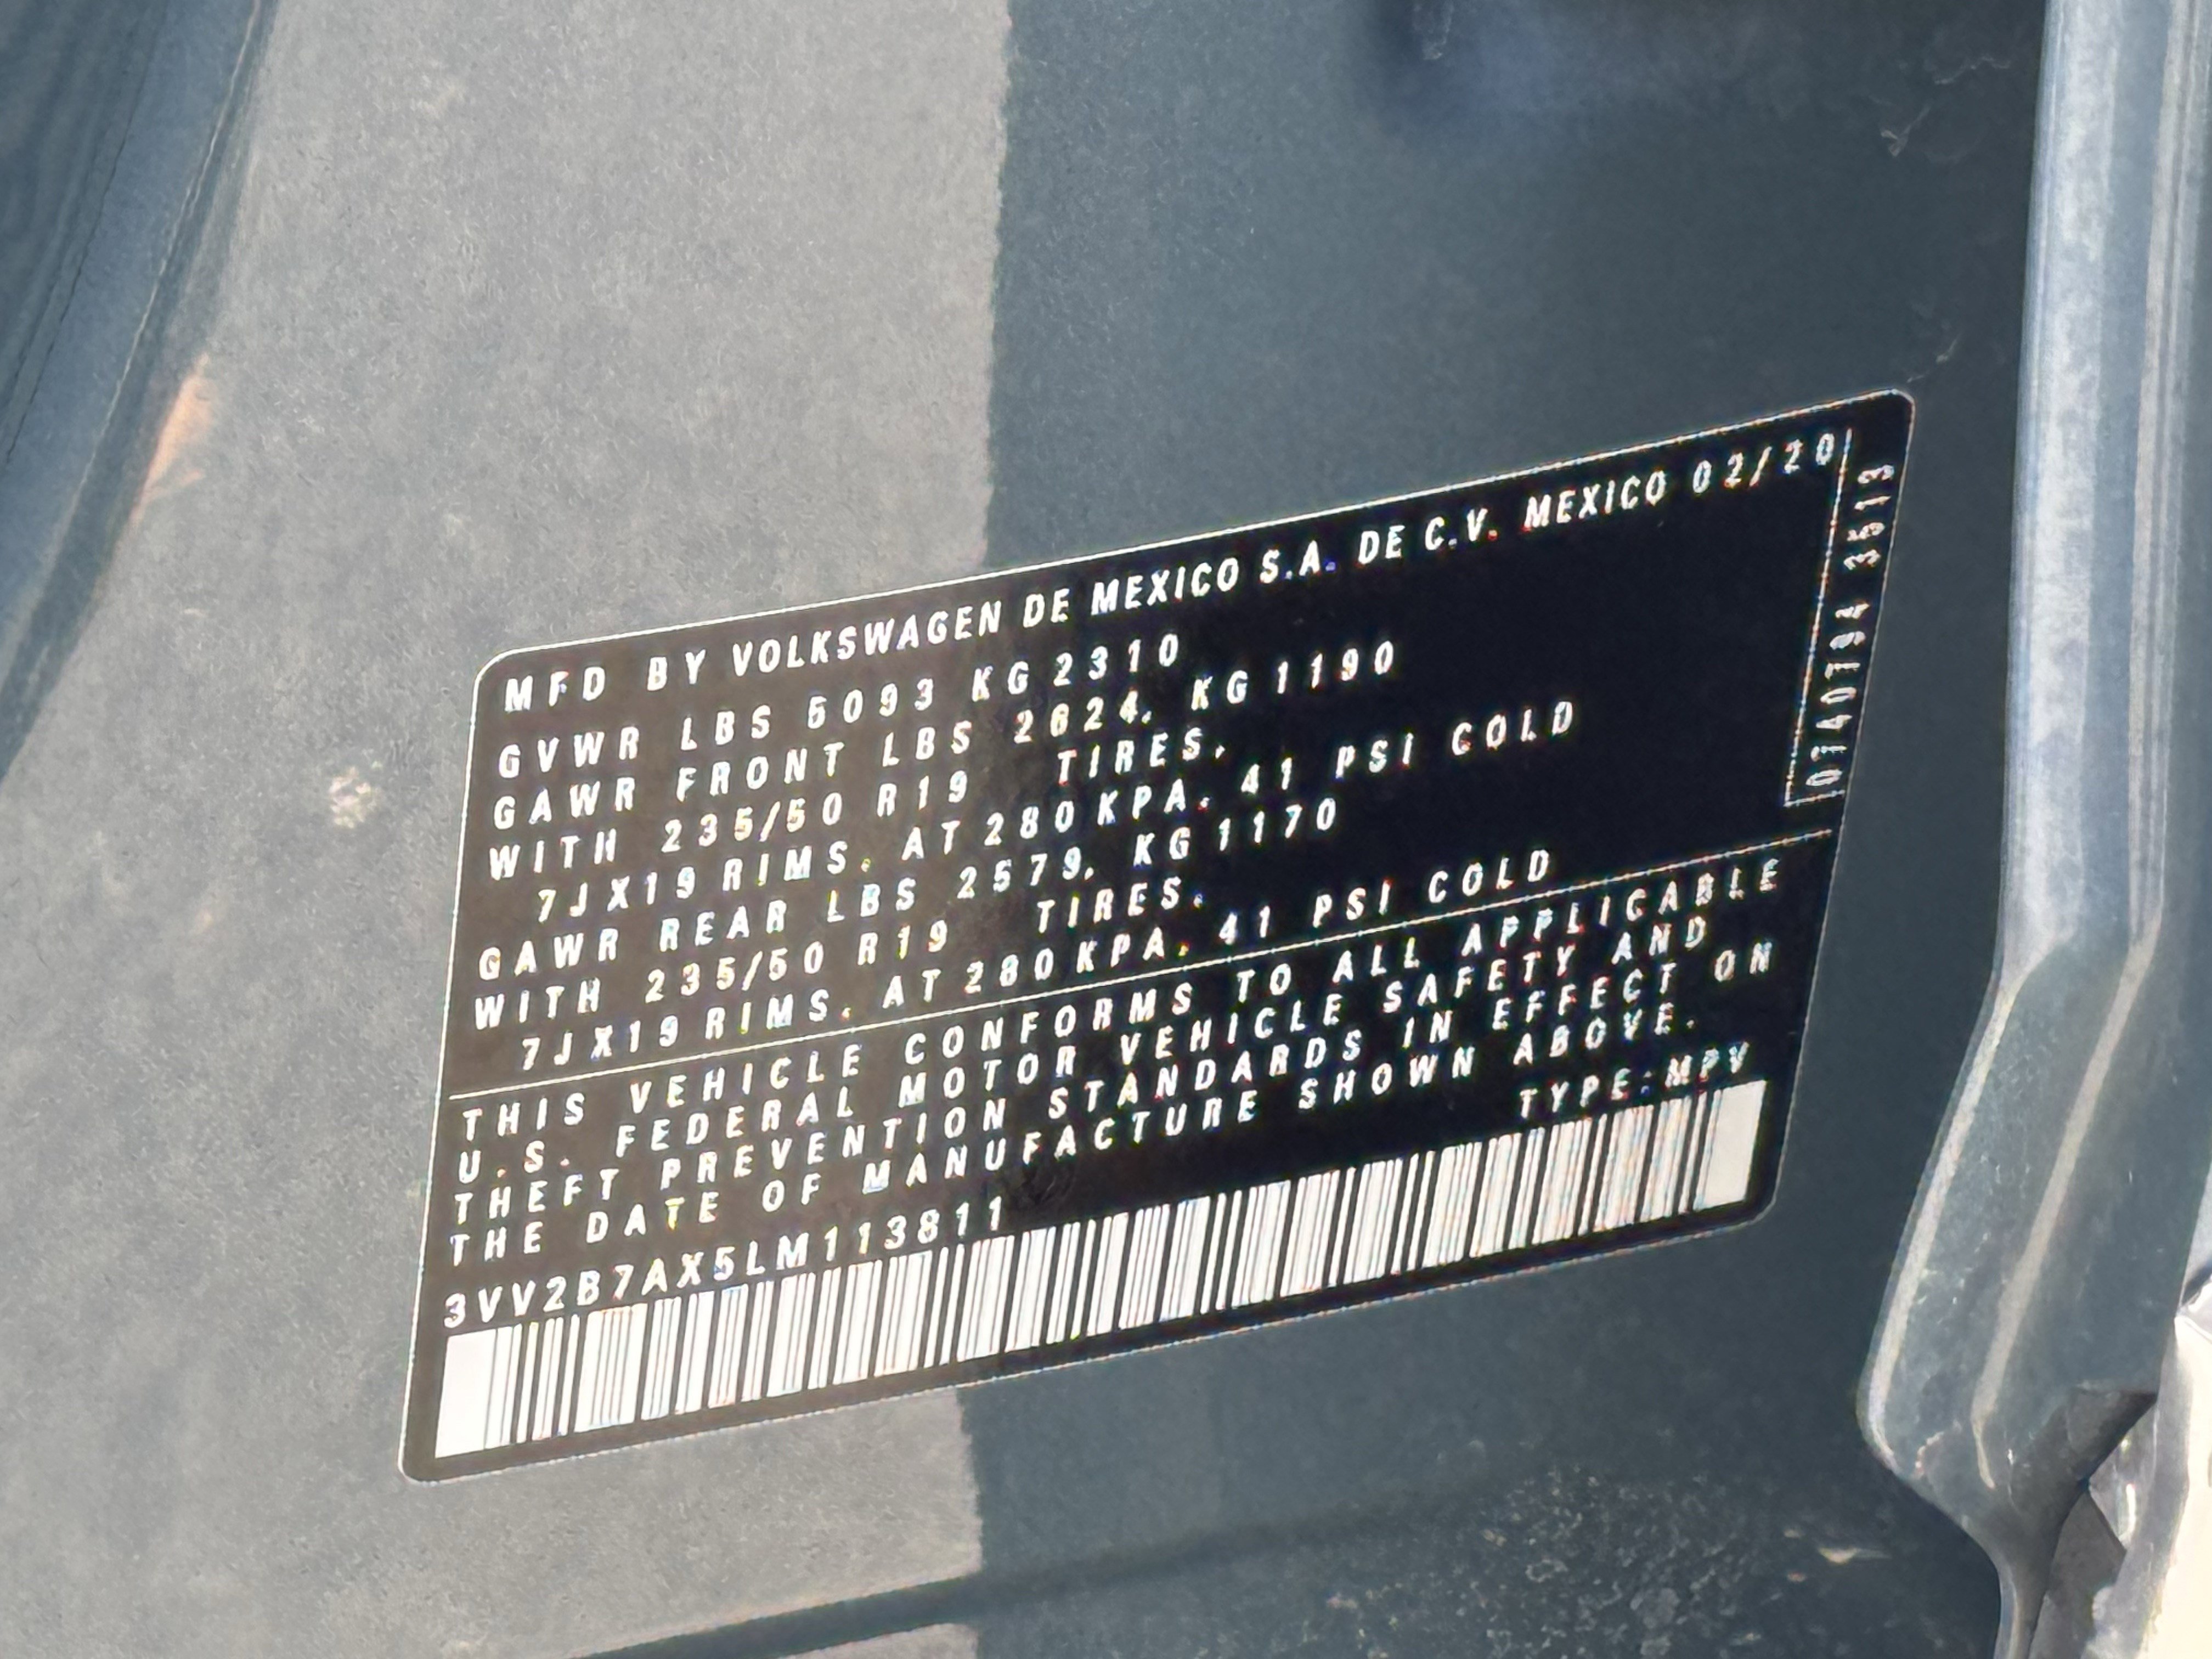 MFD BY VOLKSWAGEN DE MEXICO S.A. DE C.V. MEXICO 02/20
GVWR LBS 5093 KG 2310
GAWR FRONT LBS 2624, KG 1190
WITH 235/50 R19 TIRES,
7JX19 RIMS, AT 280 KPA, 41 PSI COLD
GAWR REAR LBS 2579, KG 1170
WITH 235/50 R19 TIRES,
7JX19 RIMS, AT 280 KPA, 41 PSI COLD
THIS VEHICLE CONFORMS TO ALL APPLICABLE
U.S. FEDERAL MOTOR VEHICLE SAFETY AND
THEFT PREVENTION STANDARDS IN EFFECT ON
THE DATE OF MANUFACTURE SHOWN ABOVE.
TYPE:MPV
3VV2B7AX5LM113811
3513